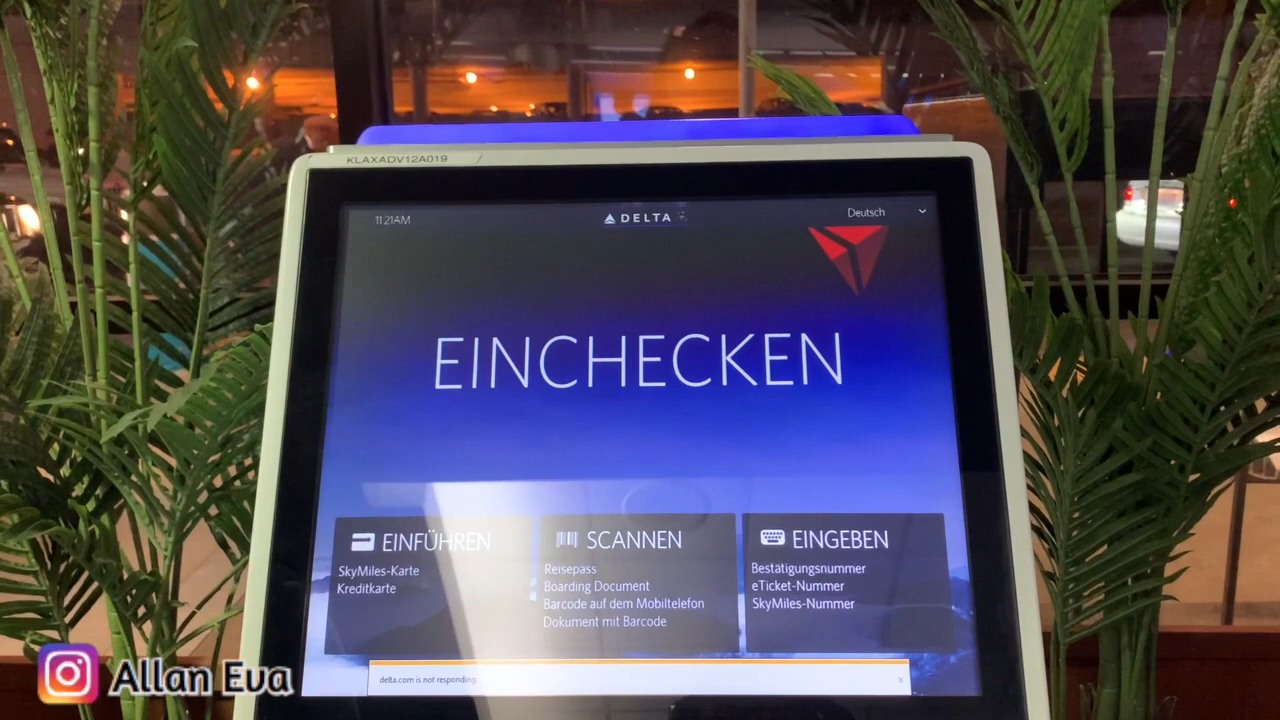 KLAXADV12A019
11:21AM
DELTA
Deutsch
EINCHECKEN
EINFÜHREN
SkyMiles-Karte
Kreditkarte
SCANNEN
Reisepass
Boarding Document
Barcode auf dem Mobiltelefon
Dokument mit Barcode
EINGEBEN
Bestätigungsnummer
eTicket-Nummer
SkyMiles-Nummer
delta.com is not responding.
x
Allan Eva